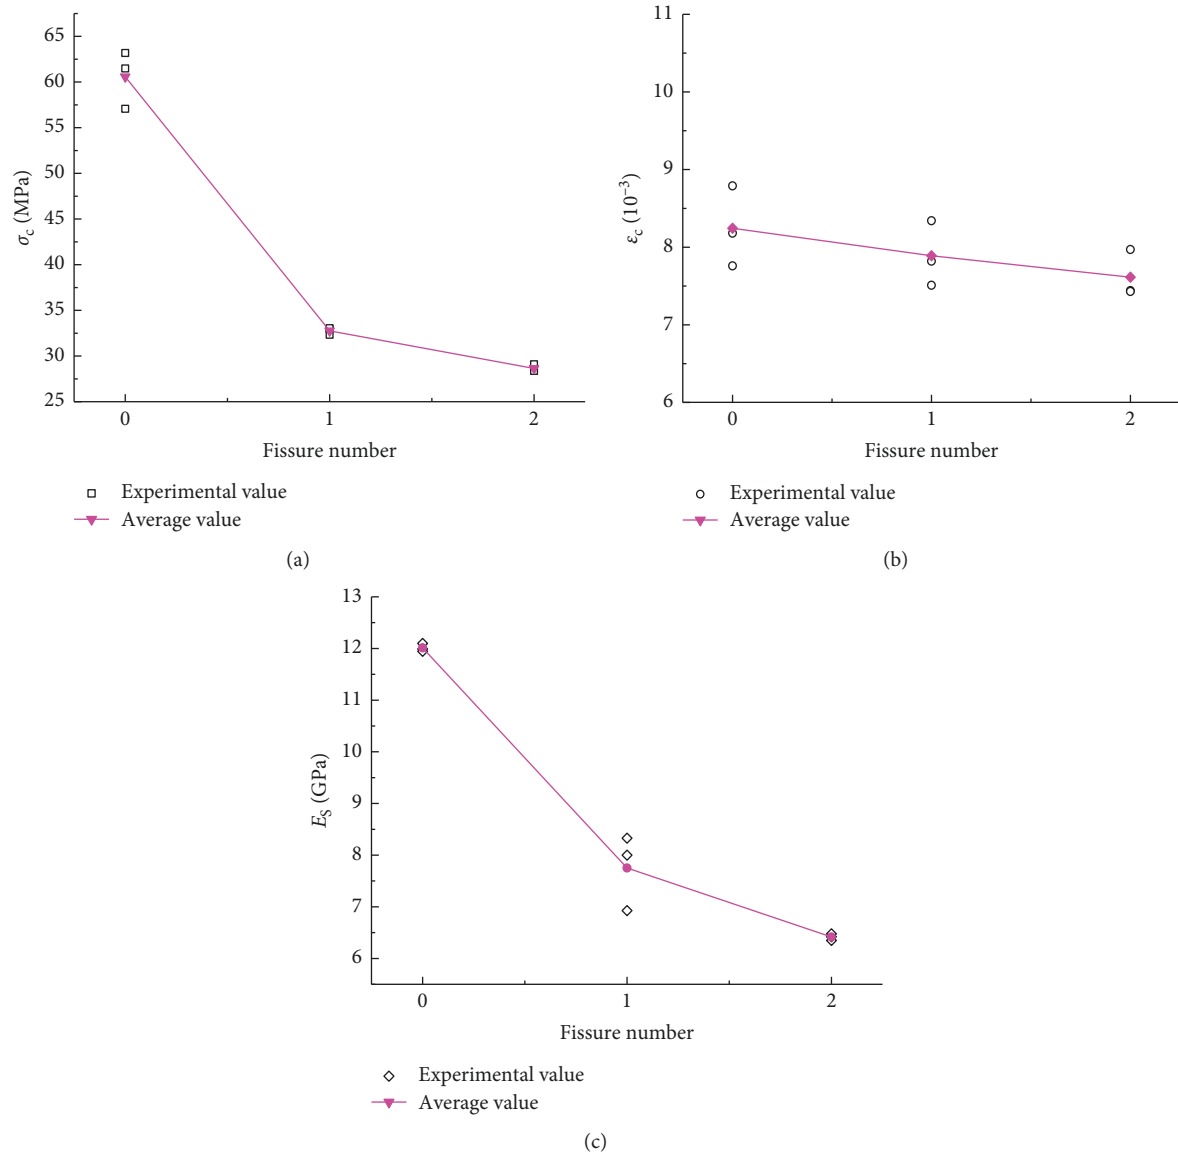 65
60
55
50
45
40
35
30
25
σc (MPa)
0 1 2
Fissure number
Experimental value
Average value
(a)
11
10
9
8
7
6
εc (10−3)
0 1 2
Fissure number
Experimental value
Average value
(b)
13
12
11
10
9
8
7
6
ES (GPa)
0 1 2
Fissure number
Experimental value
Average value
(c)